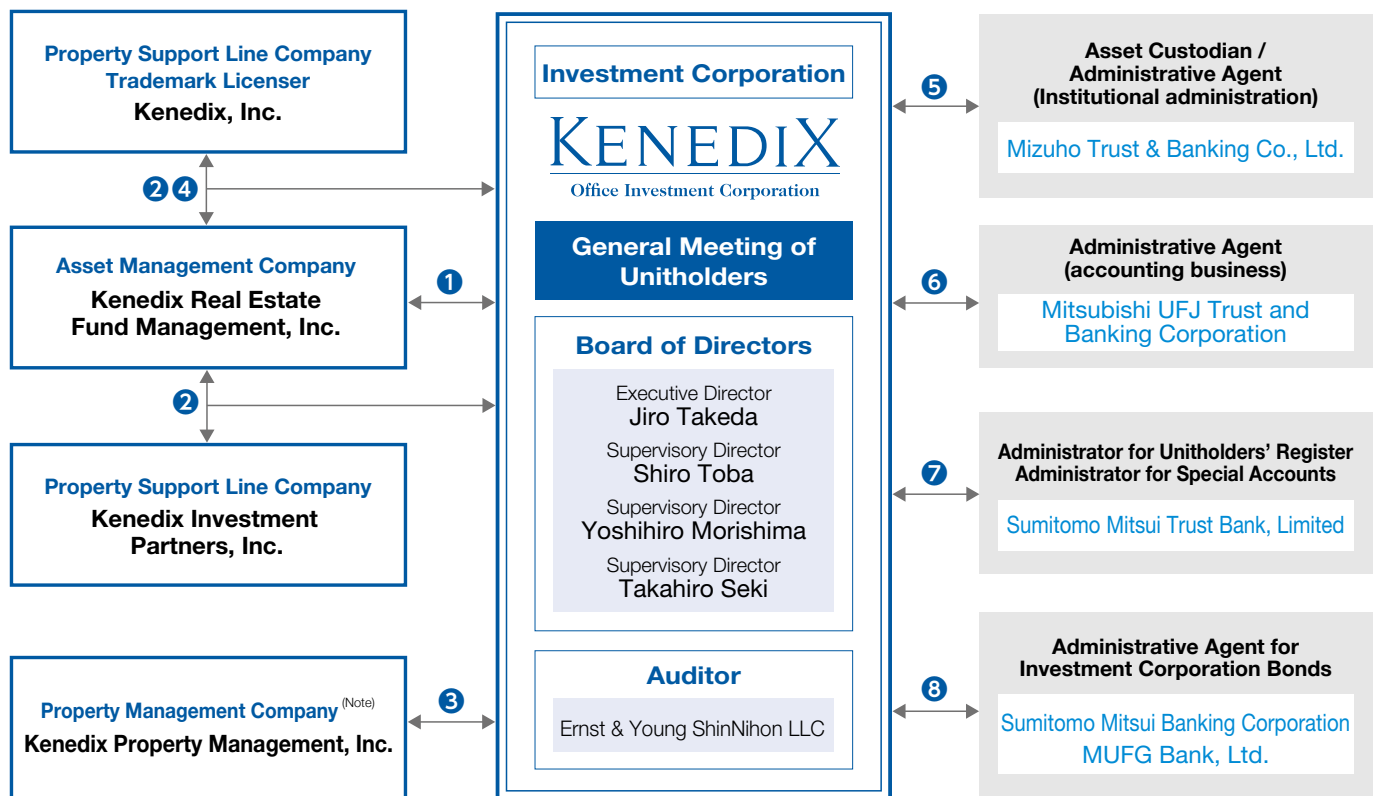 Property Support Line Company
Trademark Licenser
Kenedix, Inc.
2 4
Asset Management Company
Kenedix Real Estate
Fund Management, Inc.
1
2
Property Support Line Company
Kenedix Investment
Partners, Inc.
Property Management Company (Note)
Kenedix Property Management, Inc.
3
Investment Corporation
KENEDIX
Office Investment Corporation
General Meeting of
Unitholders
Board of Directors
Executive Director
Jiro Takeda
Supervisory Director
Shiro Toba
Supervisory Director
Yoshihiro Morishima
Supervisory Director
Takahiro Seki
Auditor
Ernst & Young ShinNihon LLC
5
Asset Custodian /
Administrative Agent
(Institutional administration)
Mizuho Trust & Banking Co., Ltd.
6
Administrative Agent
(accounting business)
Mitsubishi UFJ Trust and
Banking Corporation
7
Administrator for Unitholders' Register
Administrator for Special Accounts
Sumitomo Mitsui Trust Bank, Limited
8
Administrative Agent for
Investment Corporation Bonds
Sumitomo Mitsui Banking Corporation
MUFG Bank, Ltd.